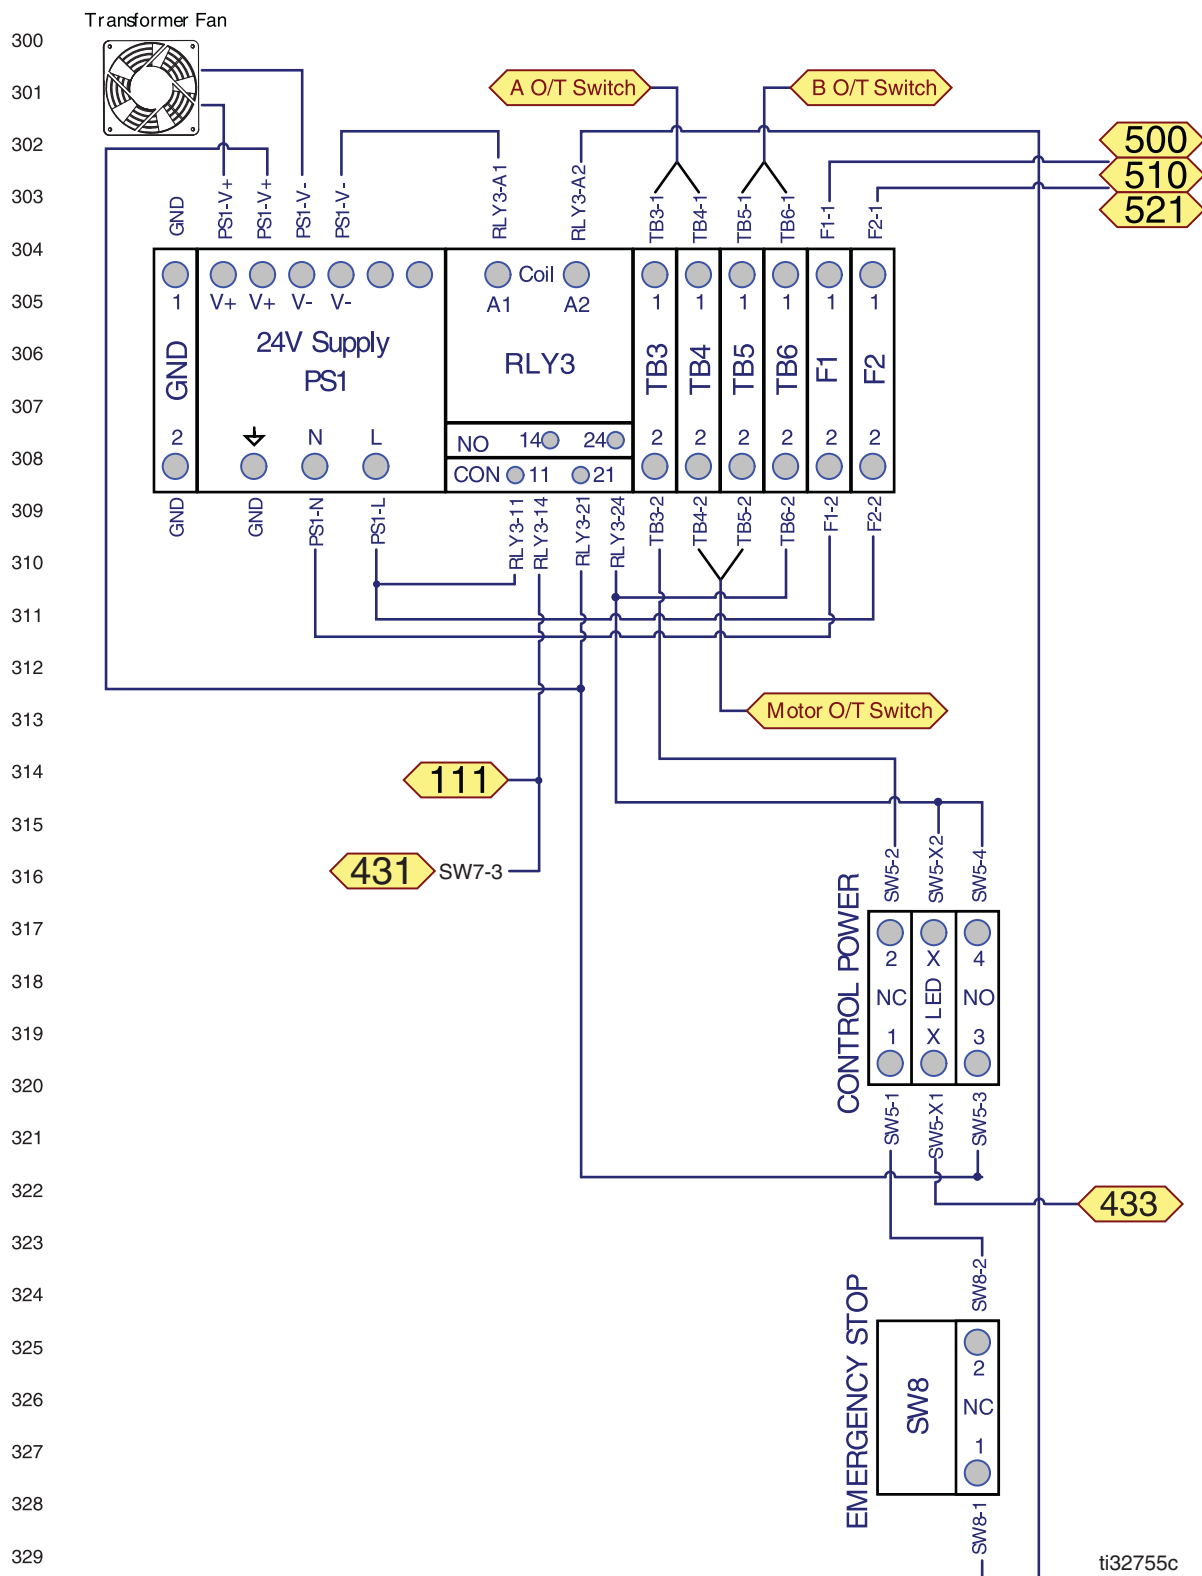 Transformer Fan
300
301
302
303
304
305
306
307
308
309
310
311
312
313
314
315
316
317
318
319
320
321
322
323
324
325
326
327
328
329
A O/T Switch
B O/T Switch
500
510
521
GND
PS1-V+
PS1-V+
PS1-V-
PS1-V-
RLY3-A1
RLY3-A2
TB3-1
TB4-1
TB5-1
TB6-1
F1-1
F2-1
1
V+
V+
V-
V-
Coil
A1
A2
1
1
1
1
1
1
GND
24V Supply
PS1
RLY3
TB3
TB4
TB5
TB6
F1
F2
2
N
L
NO
14
24
CON
11
21
2
2
2
2
2
2
GND
GND
PS1-N
PS1-L
RLY3-11
RLY3-14
RLY3-21
RLY3-24
TB3-2
TB4-2
TB5-2
TB6-2
F1-2
F2-2
Motor O/T Switch
111
431
SW7-3
SW5-2
SW5-X2
SW5-4
CONTROL POWER
2
X
4
NC
LED
NO
1
X
3
SW5-1
SW5-X1
SW5-3
433
SW8-2
EMERGENCY STOP
SW8
2
NC
1
SW8-1
ti32755c